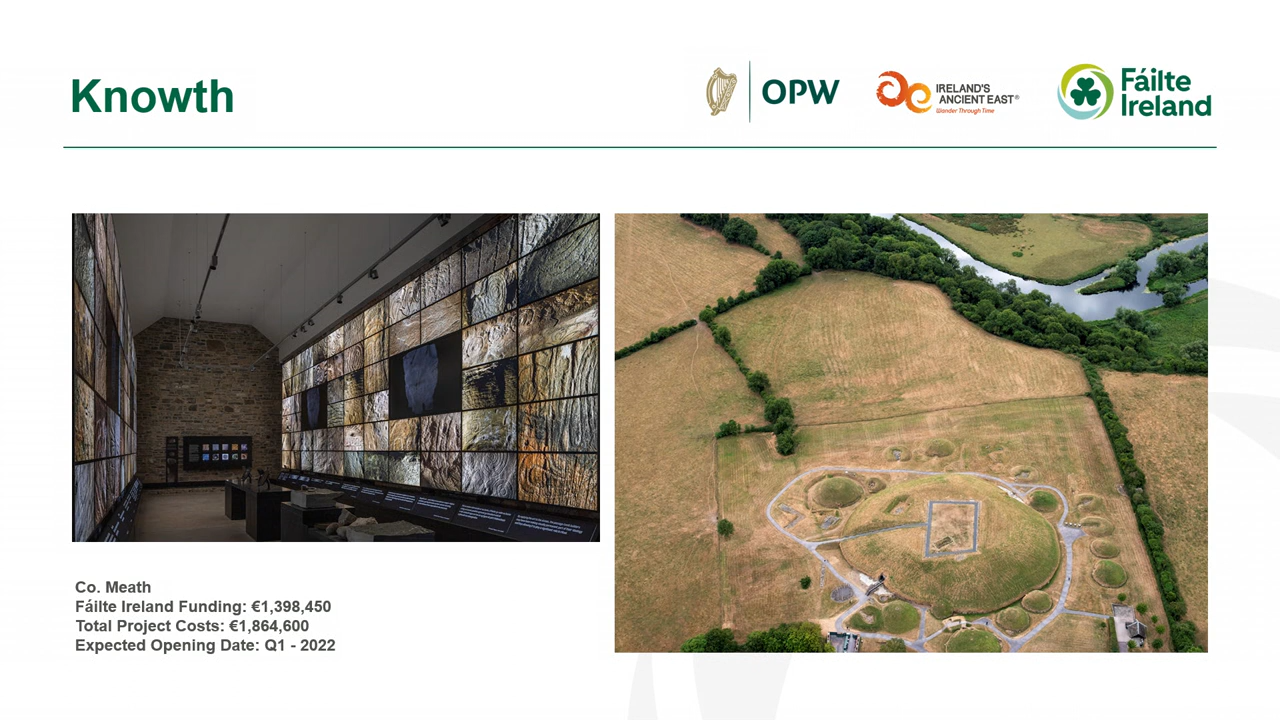 Knowth
OPW
IRELAND'S
ANCIENT EAST®
Wander Through Time
Fáilte
Ireland
Co. Meath
Fáilte Ireland Funding: €1,398,450
Total Project Costs: €1,864,600
Expected Opening Date: Q1 - 2022